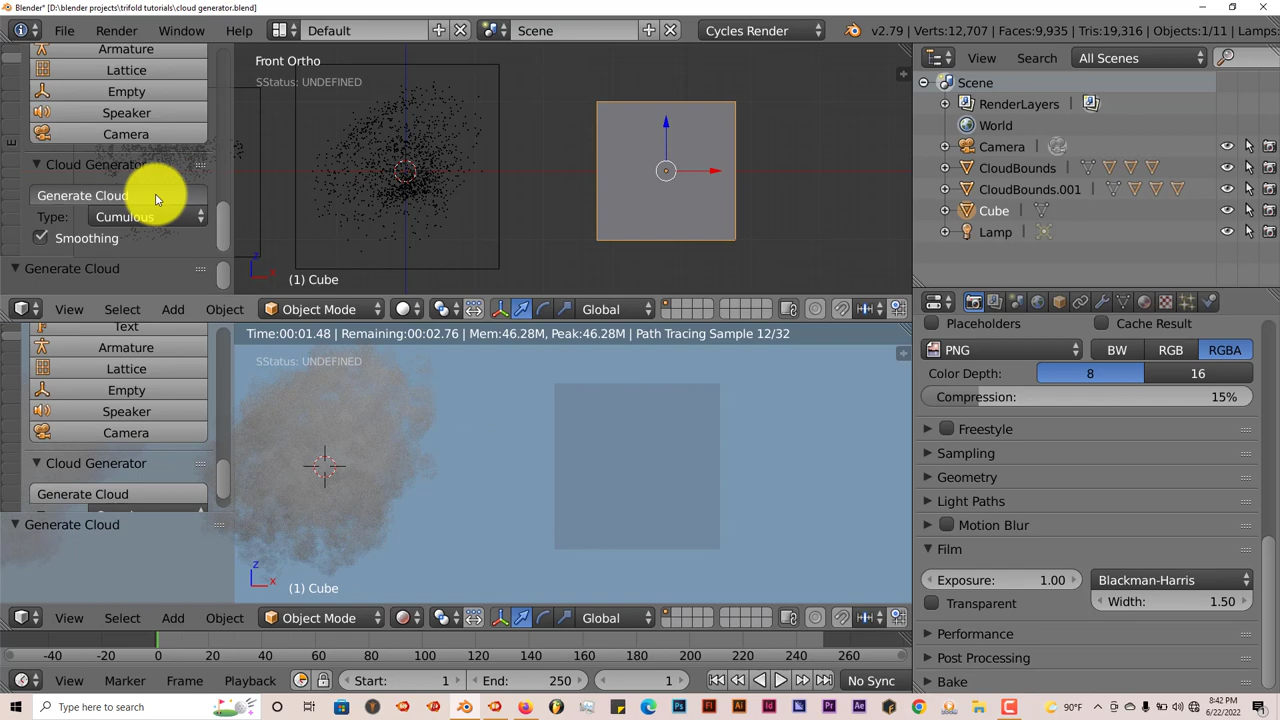 Blender* [D:\blender projects\trifold tutorials\cloud generator.blend]
File Render Window Help Default Scene Cycles Render v2.79 | Verts:12,707 | Faces:9,935 | Tris:19,316 | Objects:1/11 | Lamps:
Armature
Lattice
Empty
Speaker
Camera
Cloud Generator
Generate Cloud
Type: Cumulous
Smoothing
Generate Cloud
Front Ortho
SStatus: UNDEFINED
(1) Cube
View Select Add Object Object Mode Global
Text
Armature
Lattice
Empty
Speaker
Camera
Cloud Generator
Generate Cloud
Generate Cloud
Time:00:01.48 | Remaining:00:02.76 | Mem:46.28M, Peak:46.28M | Path Tracing Sample 12/32
SStatus: UNDEFINED
(1) Cube
View Select Add Object Object Mode Global
-40 -20 0 20 40 60 80 100 120 140 160 180 200 220 240 260
View Marker Frame Playback Start: 1 End: 250 1 No Sync
View Search All Scenes
Scene
RenderLayers
World
Camera
CloudBounds
CloudBounds.001
Cube
Lamp
Placeholders Cache Result
PNG BW RGB RGBA
Color Depth: 8 16
Compression: 15%
Freestyle
Sampling
Geometry
Light Paths
Motion Blur
Film
Exposure: 1.00 Blackman-Harris
Transparent Width: 1.50
Performance
Post Processing
Bake
Type here to search
90°
8:42 PM
6/22/2022